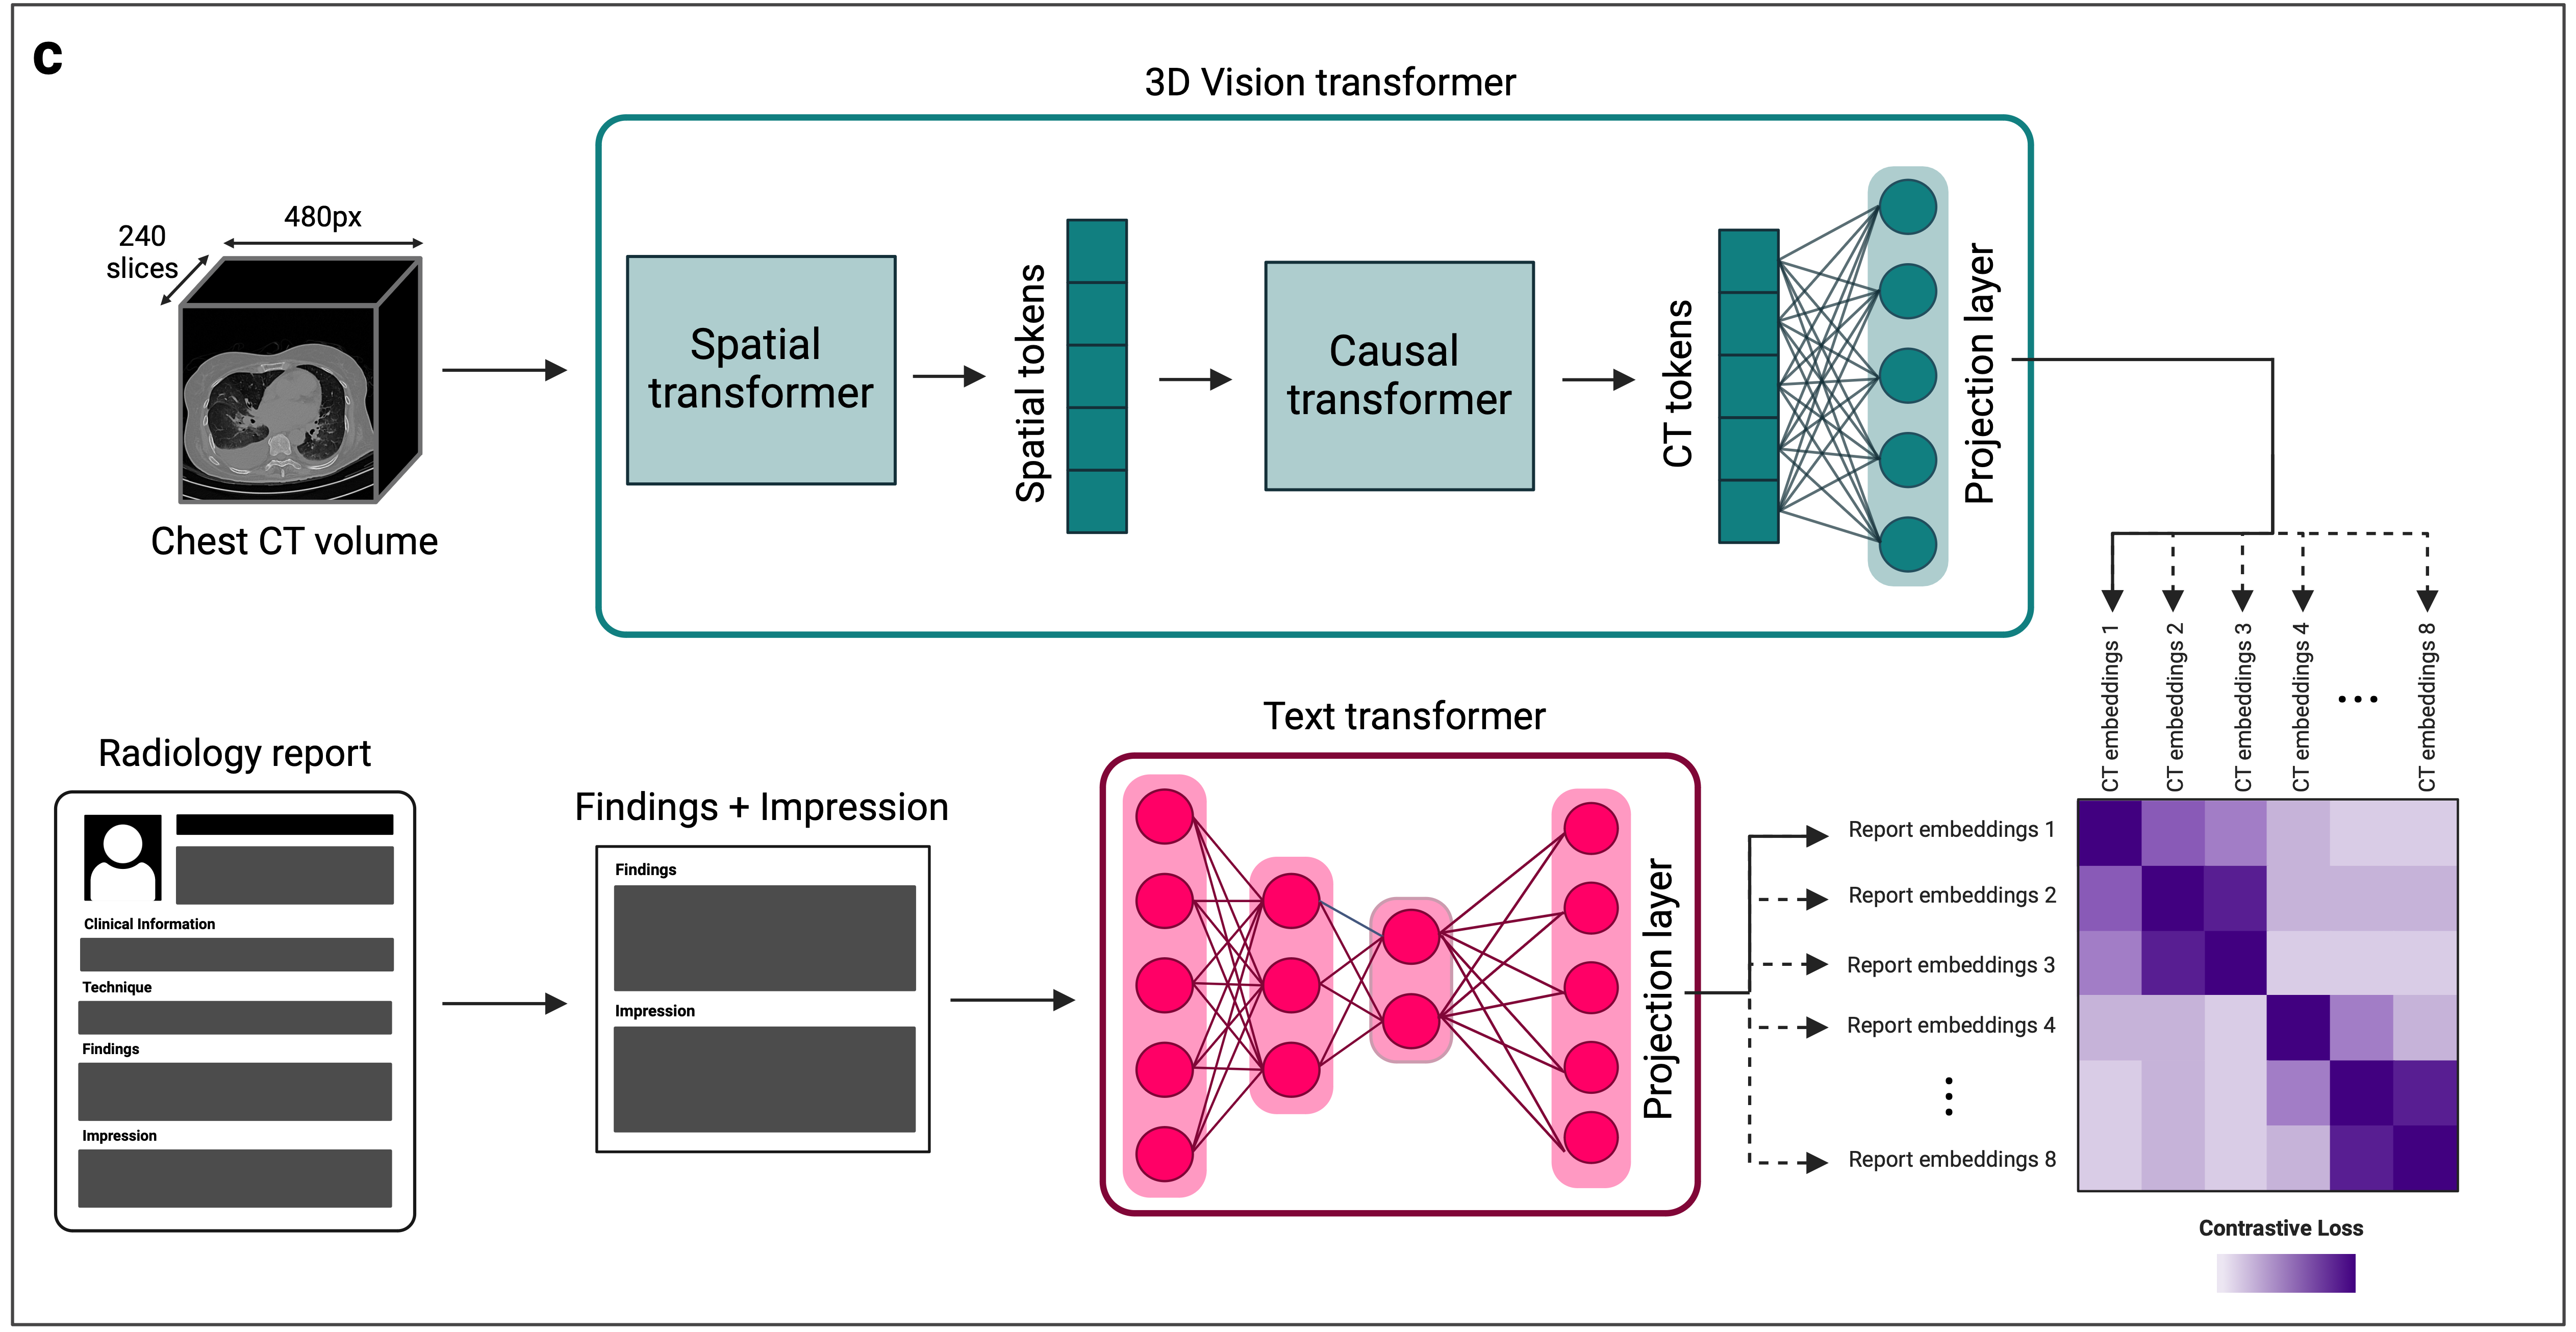 c
3D Vision transformer
480px
240
slices
Chest CT volume
Spatial
transformer
Spatial tokens
Causal
transformer
CT tokens
Projection layer
CT embeddings 1
CT embeddings 2
CT embeddings 3
CT embeddings 4
...
CT embeddings 8
Radiology report
Clinical Information
Technique
Findings
Impression
Findings + Impression
Findings
Impression
Text transformer
Projection layer
Report embeddings 1
Report embeddings 2
Report embeddings 3
Report embeddings 4
...
Report embeddings 8
Contrastive Loss